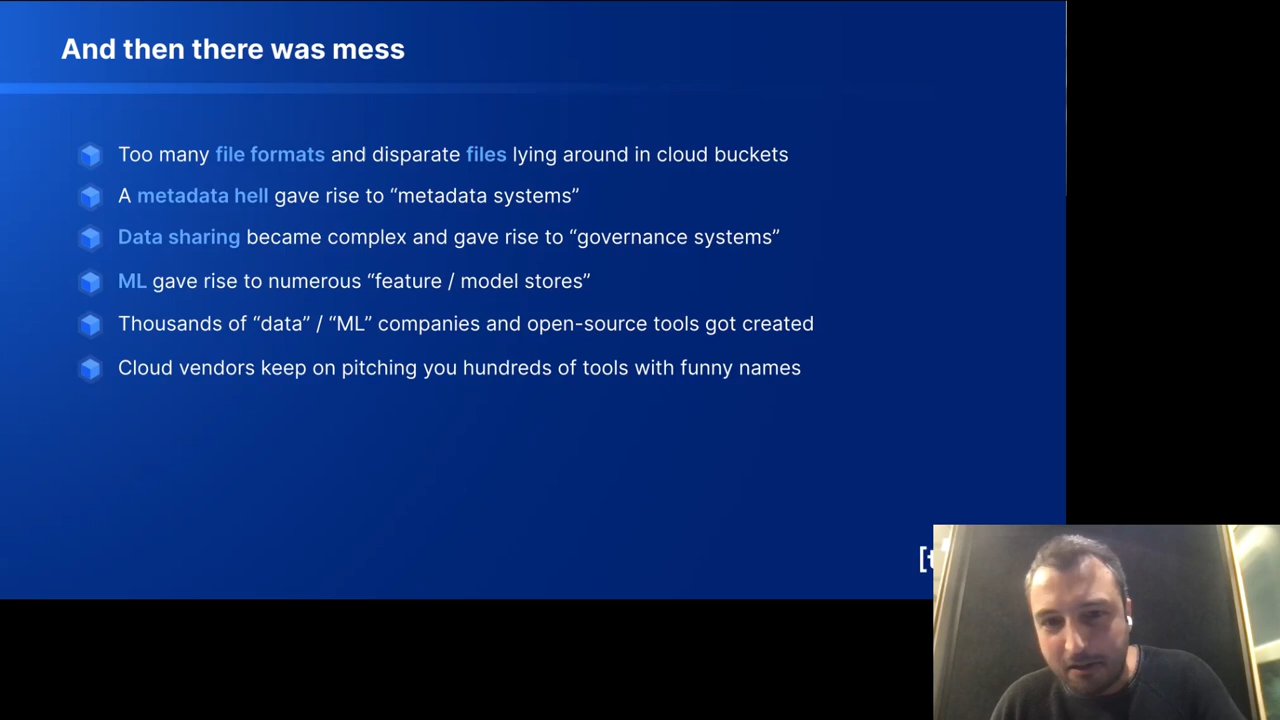 And then there was mess
Too many file formats and disparate files lying around in cloud buckets
A metadata hell gave rise to “metadata systems”
Data sharing became complex and gave rise to “governance systems”
ML gave rise to numerous “feature / model stores”
Thousands of “data” / “ML” companies and open-source tools got created
Cloud vendors keep on pitching you hundreds of tools with funny names